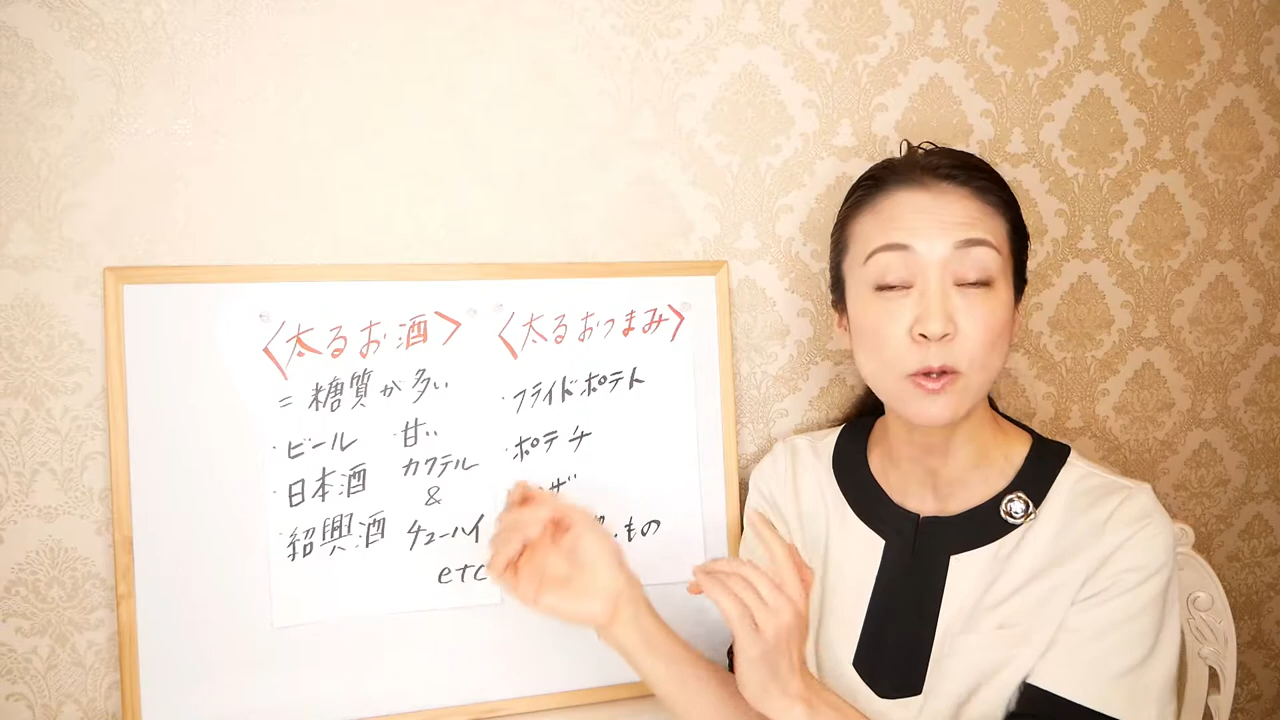 〈太るお酒〉
= 糖質が多い
・ビール
・日本酒
・紹興酒
・甘い
カクテル
&
チューハイ
etc
〈太るおつまみ〉
・フライドポテト
・ポテチ
もの